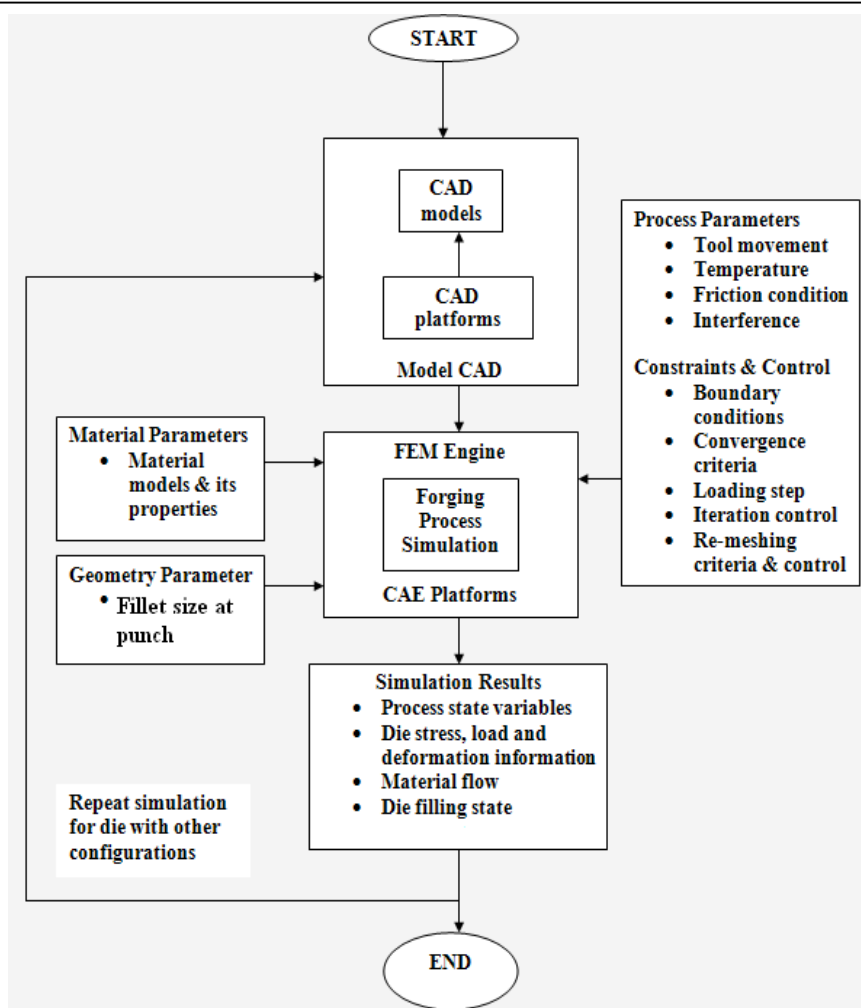 START
CAD
models
CAD
platforms
Model CAD
Process Parameters
• Tool movement
• Temperature
• Friction condition
• Interference
Constraints & Control
• Boundary
conditions
• Convergence
criteria
• Loading step
• Iteration control
• Re-meshing
criteria & control
Material Parameters
• Material
models & its
properties
FEM Engine
Forging
Process
Simulation
CAE Platforms
Geometry Parameter
• Fillet size at
punch
Simulation Results
• Process state variables
• Die stress, load and
deformation information
• Material flow
• Die filling state
Repeat simulation
for die with other
configurations
END